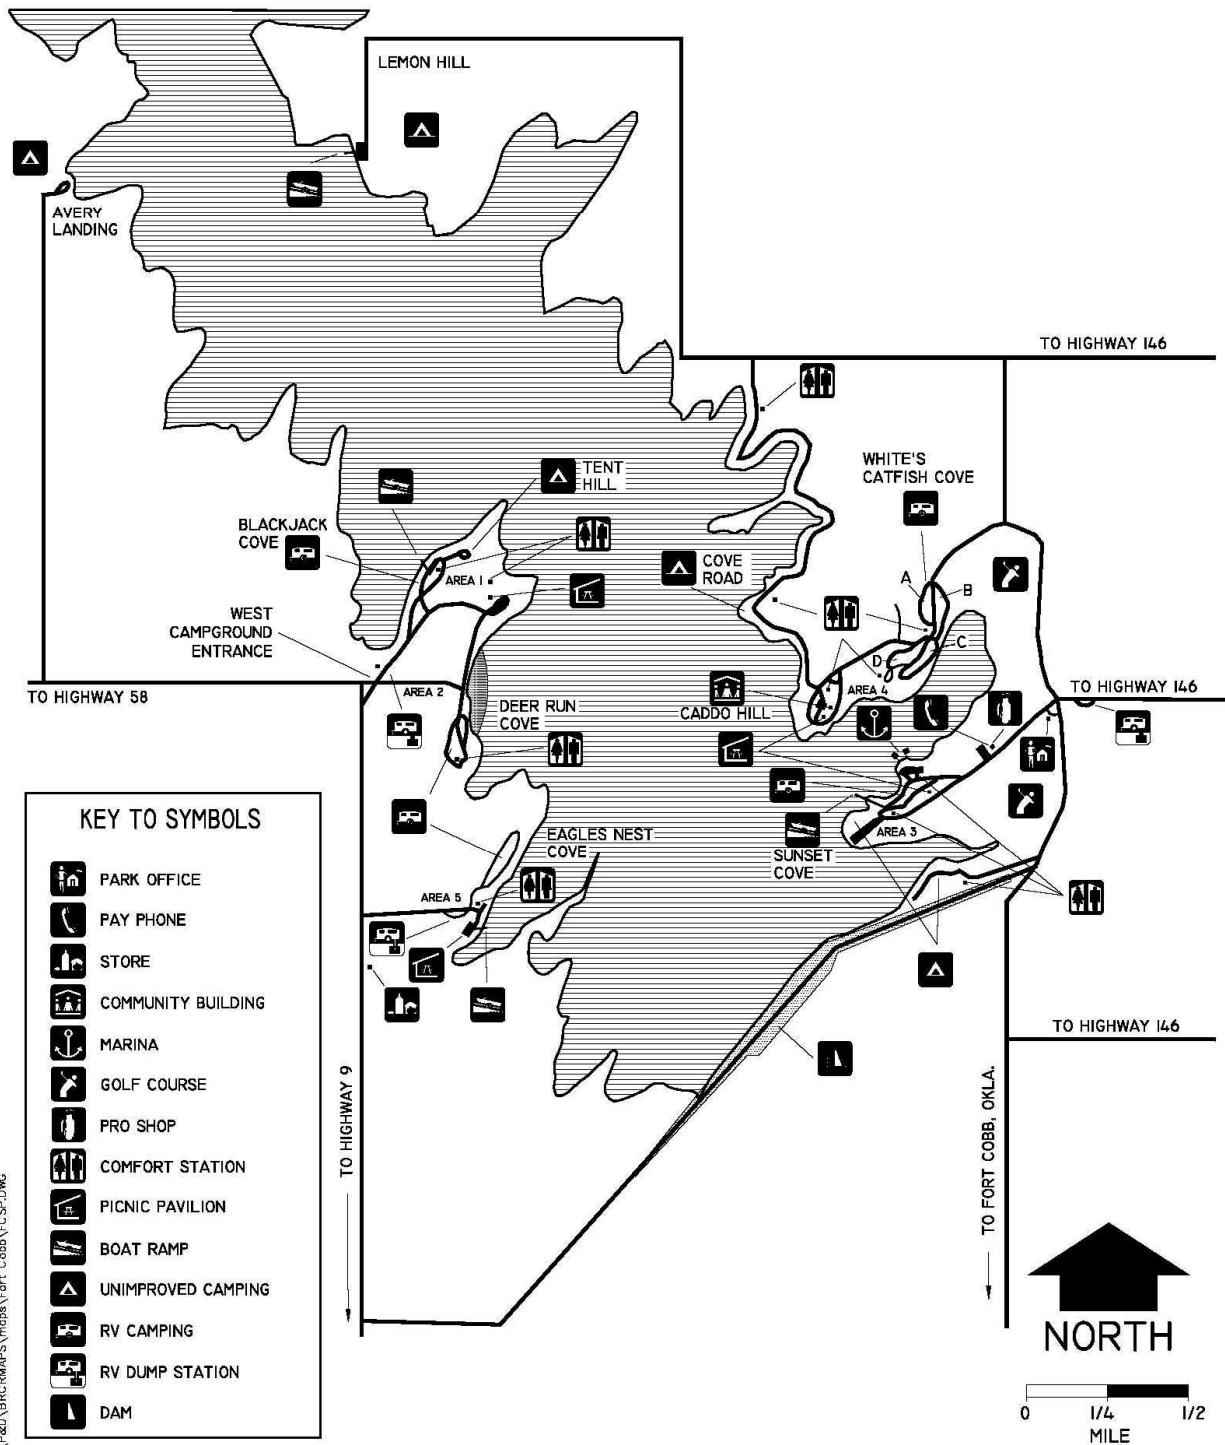 LEMON HILL
AVERY
LANDING
TO HIGHWAY 146
WHITE'S
CATFISH COVE
TENT
HILL
BLACKJACK
COVE
COVE
ROAD
AREA 1
A
B
WEST
CAMPGROUND
ENTRANCE
C
D
TO HIGHWAY 58
AREA 2
AREA 4
TO HIGHWAY 146
DEER RUN
COVE
CADDO HILL
KEY TO SYMBOLS
EAGLES NEST
COVE
AREA 3
SUNSET
COVE
PARK OFFICE
AREA 5
PAY PHONE
STORE
COMMUNITY BUILDING
MARINA
TO HIGHWAY 146
GOLF COURSE
TO HIGHWAY 9
TO FORT COBB, OKLA.
PRO SHOP
COMFORT STATION
PICNIC PAVILION
BOAT RAMP
UNIMPROVED CAMPING
RV CAMPING
RV DUMP STATION
DAM
NORTH
0 1/4 1/2
MILE